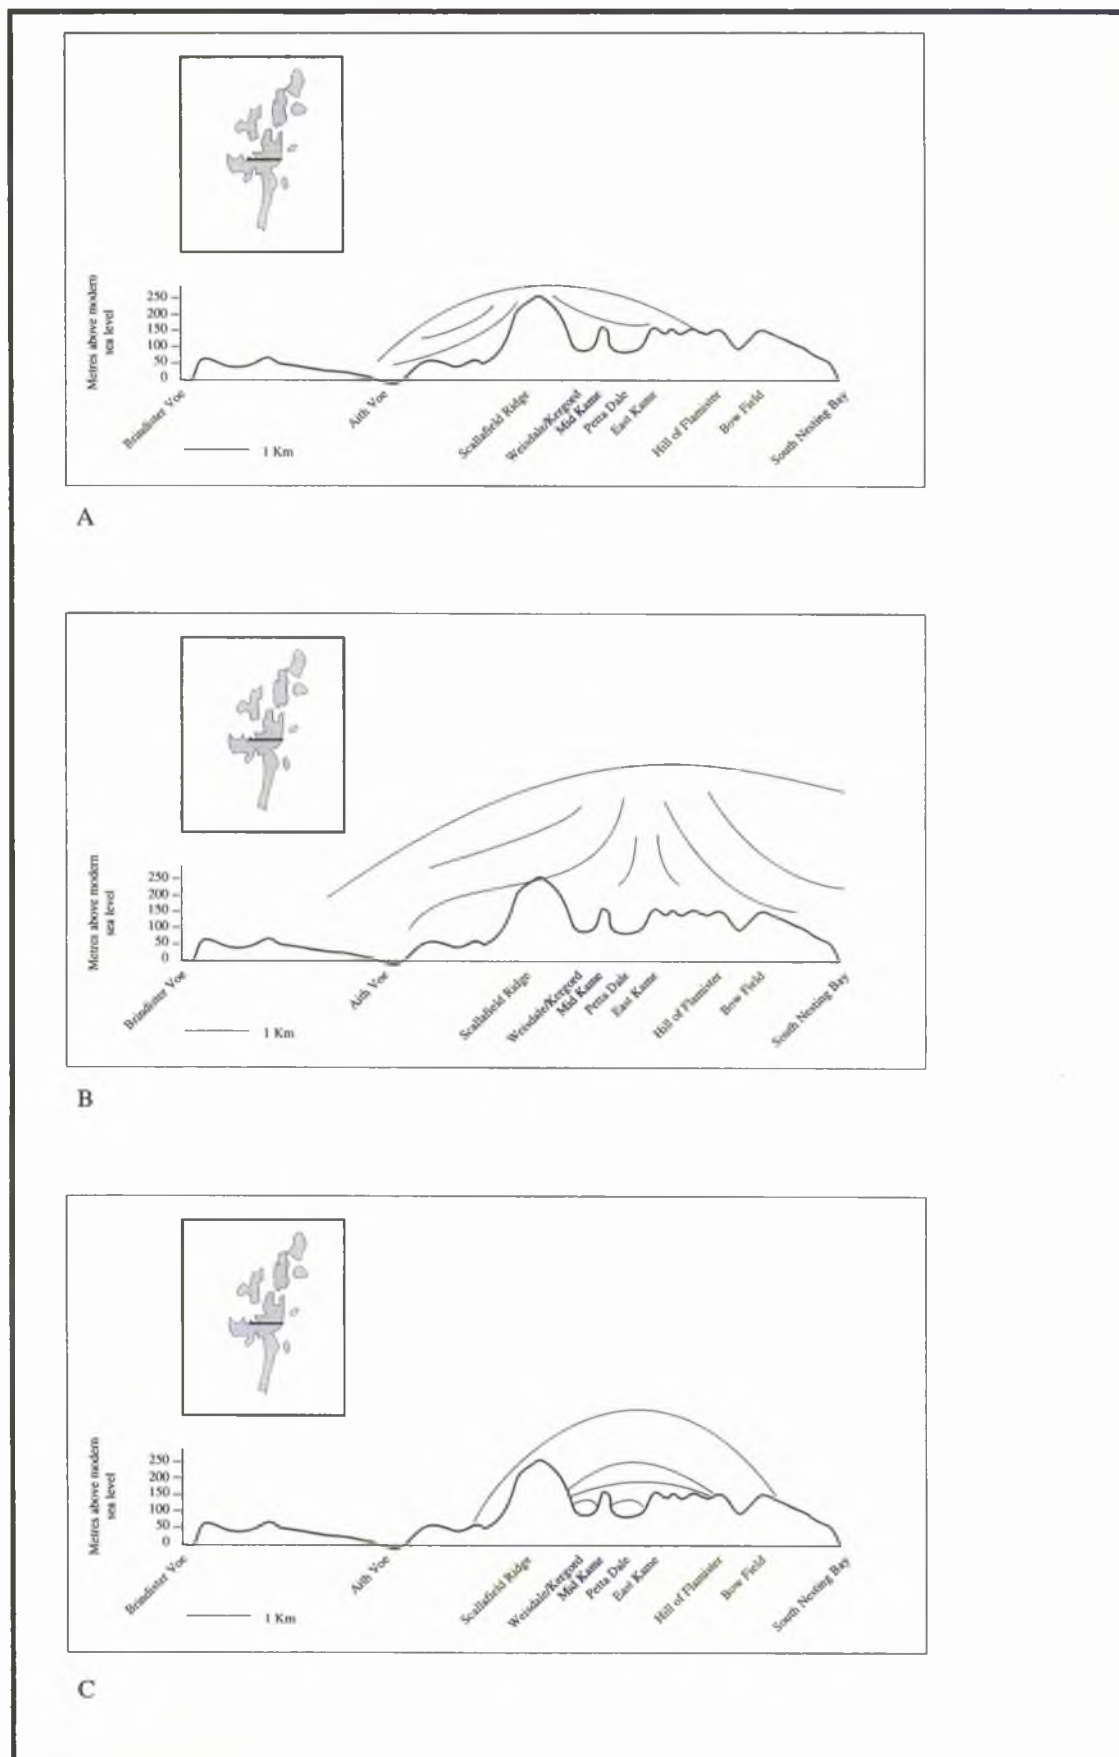 Metres above modern
sea level
250
200
150
100
50
0
Brindister Voe
Aith Voe
Scallafield Ridge
Weisdale/Kergord
Mid Kame
Petta Dale
East Kame
Hill of Flamister
Bow Field
South Nesting Bay
1 Km
A
Metres above modern
sea level
250
200
150
100
50
0
Brindister Voe
Aith Voe
Scallafield Ridge
Weisdale/Kergord
Mid Kame
Petta Dale
East Kame
Hill of Flamister
Bow Field
South Nesting Bay
1 Km
B
Metres above modern
sea level
250
200
150
100
50
0
Brindister Voe
Aith Voe
Scallafield Ridge
Weisdale/Kergord
Mid Kame
Petta Dale
East Kame
Hill of Flamister
Bow Field
South Nesting Bay
1 Km
C